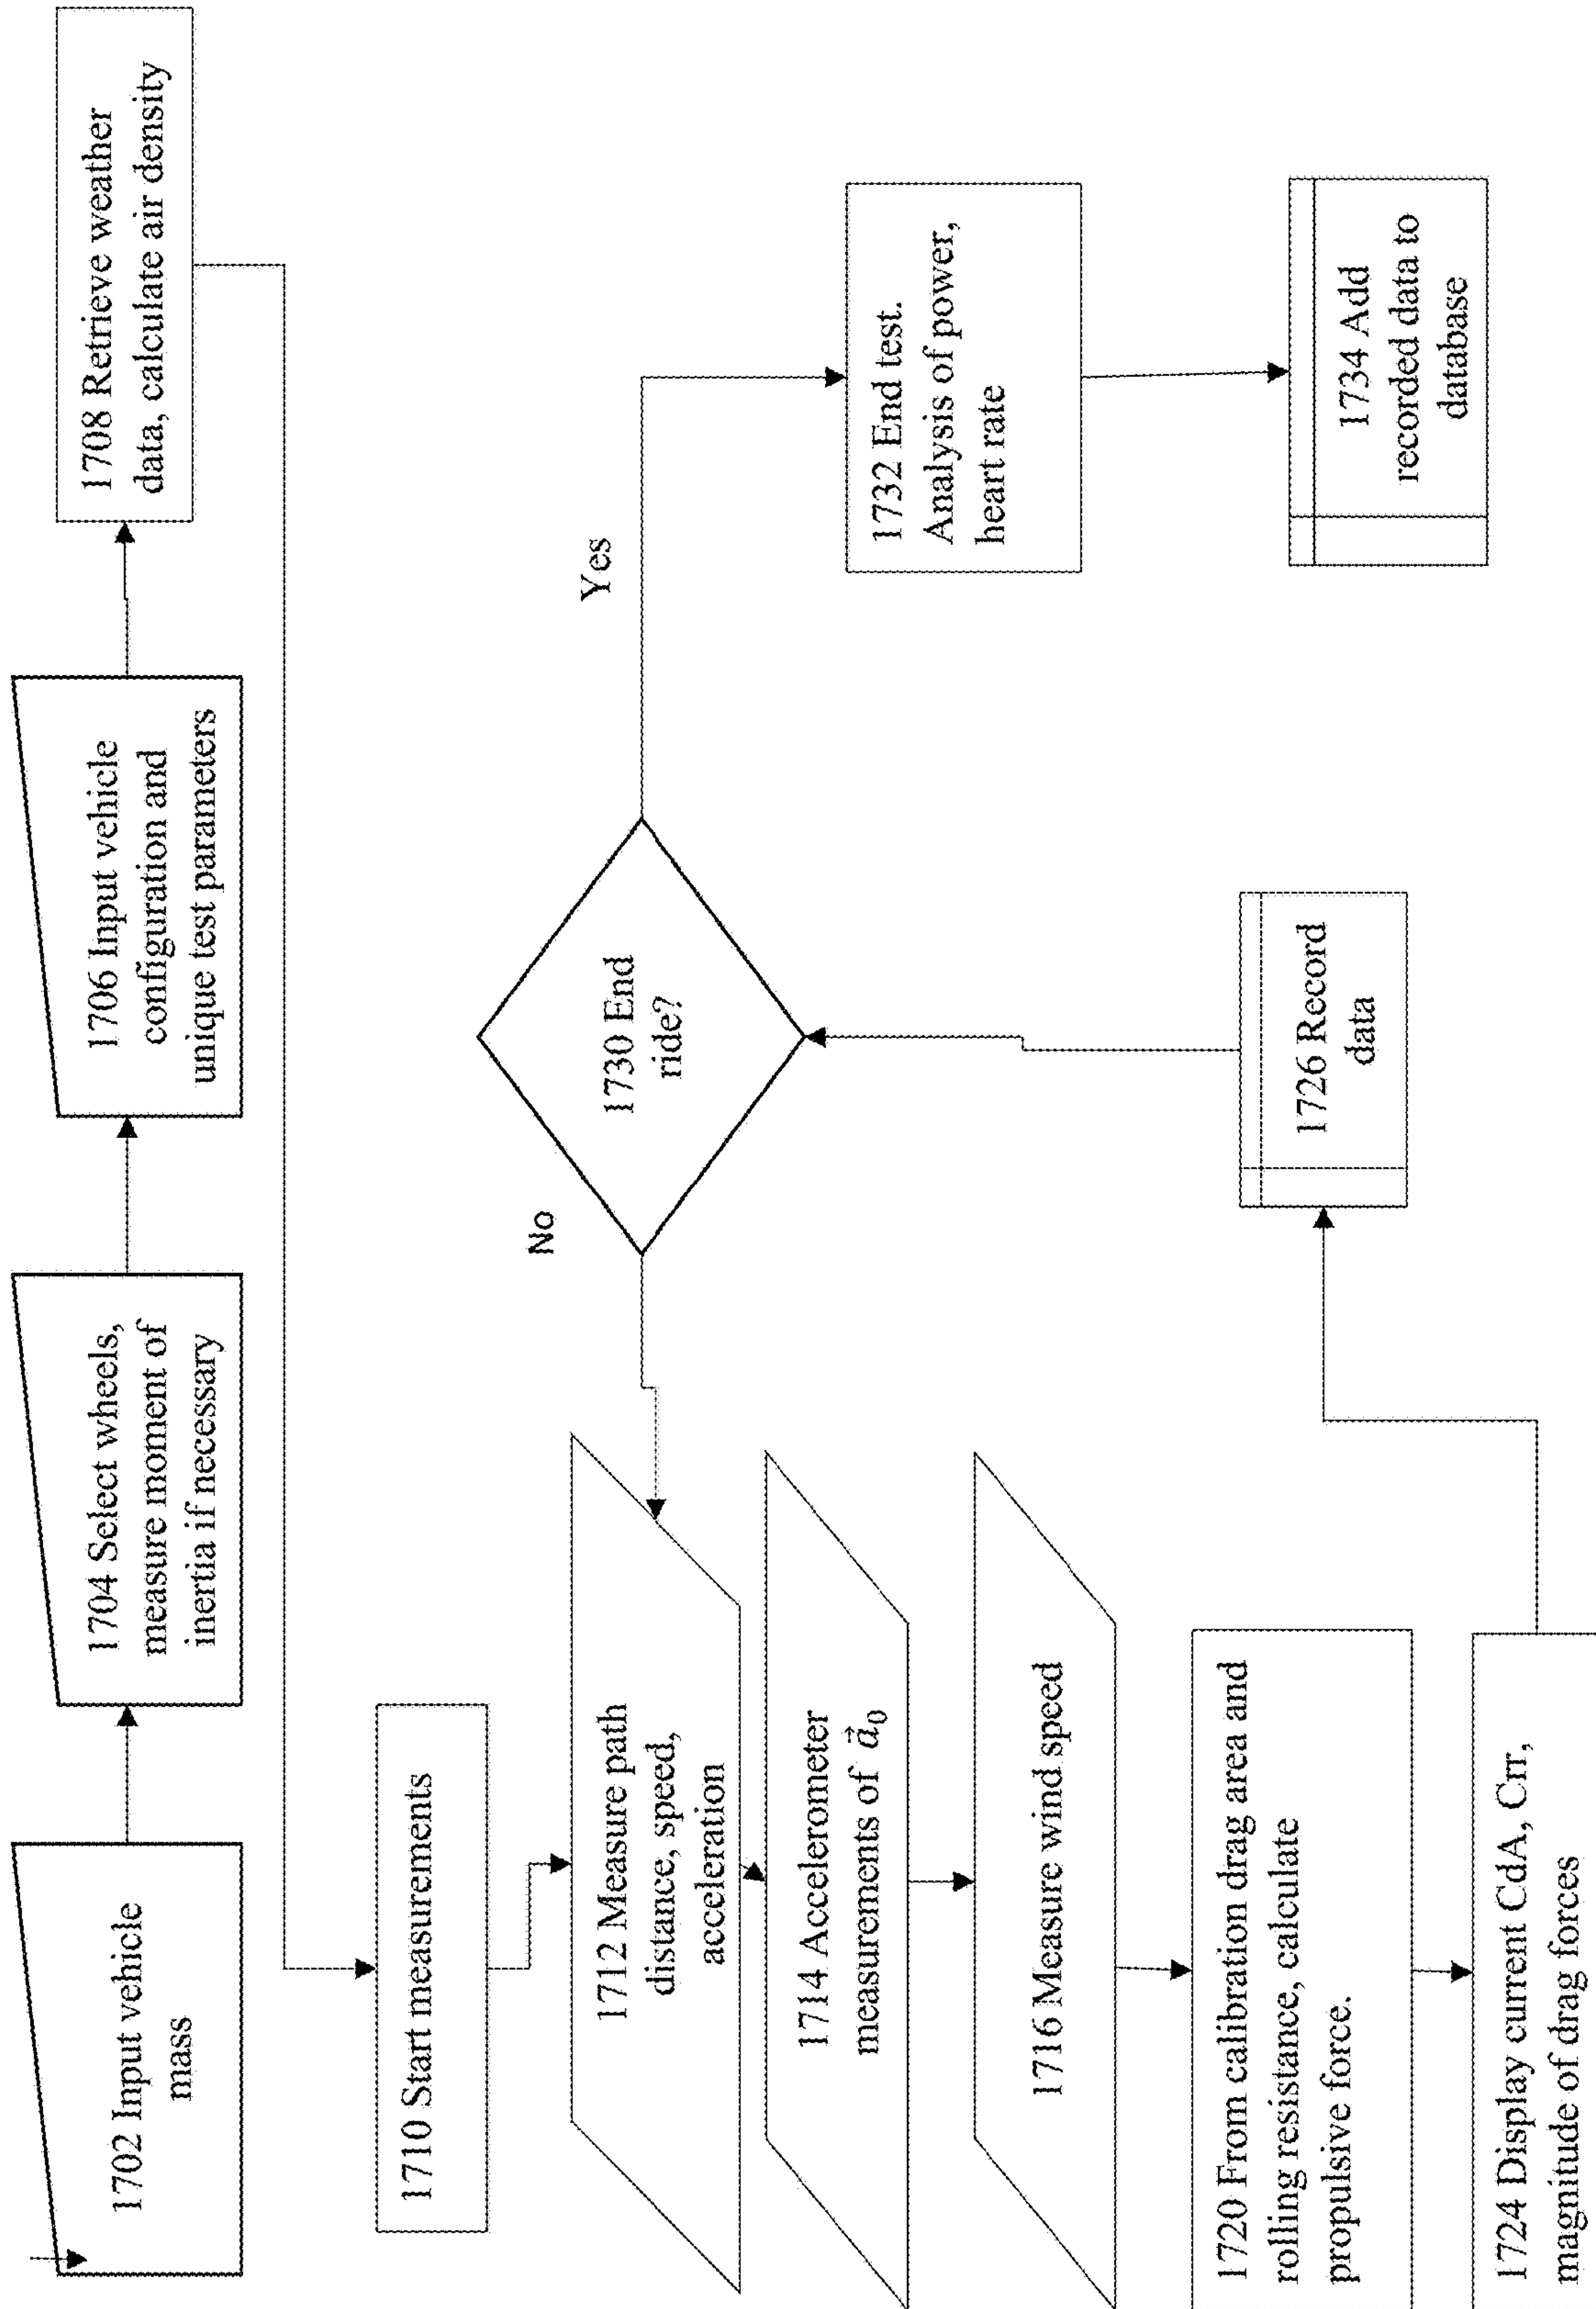 1702 Input vehicle
mass
1704 Select wheels,
measure moment of
inertia if necessary
1706 Input vehicle
configuration and
unique test parameters
1708 Retrieve weather
data, calculate air density
1710 Start measurements
1712 Measure path
distance, speed,
acceleration
1714 Accelerometer
measurements of a⃗₀
1716 Measure wind speed
1720 From calibration drag area and
rolling resistance, calculate
propulsive force.
1724 Display current CdA, Crr,
magnitude of drag forces
1726 Record
data
1730 End
ride?
No
Yes
1732 End test.
Analysis of power,
heart rate
1734 Add
recorded data to
database